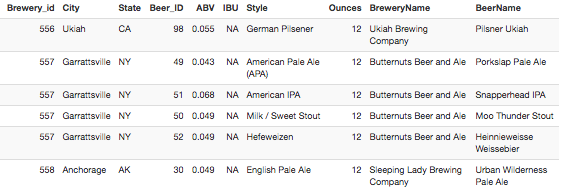 Brewery_id City State Beer_ID ABV IBU Style Ounces BreweryName BeerName
556 Ukiah CA 98 0.055 NA German Pilsener 12 Ukiah Brewing Company Pilsner Ukiah
557 Garrattsville NY 49 0.043 NA American Pale Ale (APA) 12 Butternuts Beer and Ale Porkslap Pale Ale
557 Garrattsville NY 51 0.068 NA American IPA 12 Butternuts Beer and Ale Snapperhead IPA
557 Garrattsville NY 50 0.049 NA Milk / Sweet Stout 12 Butternuts Beer and Ale Moo Thunder Stout
557 Garrattsville NY 52 0.049 NA Hefeweizen 12 Butternuts Beer and Ale Heinnieweisse Weissebier
558 Anchorage AK 30 0.049 NA English Pale Ale 12 Sleeping Lady Brewing Company Urban Wilderness Pale Ale